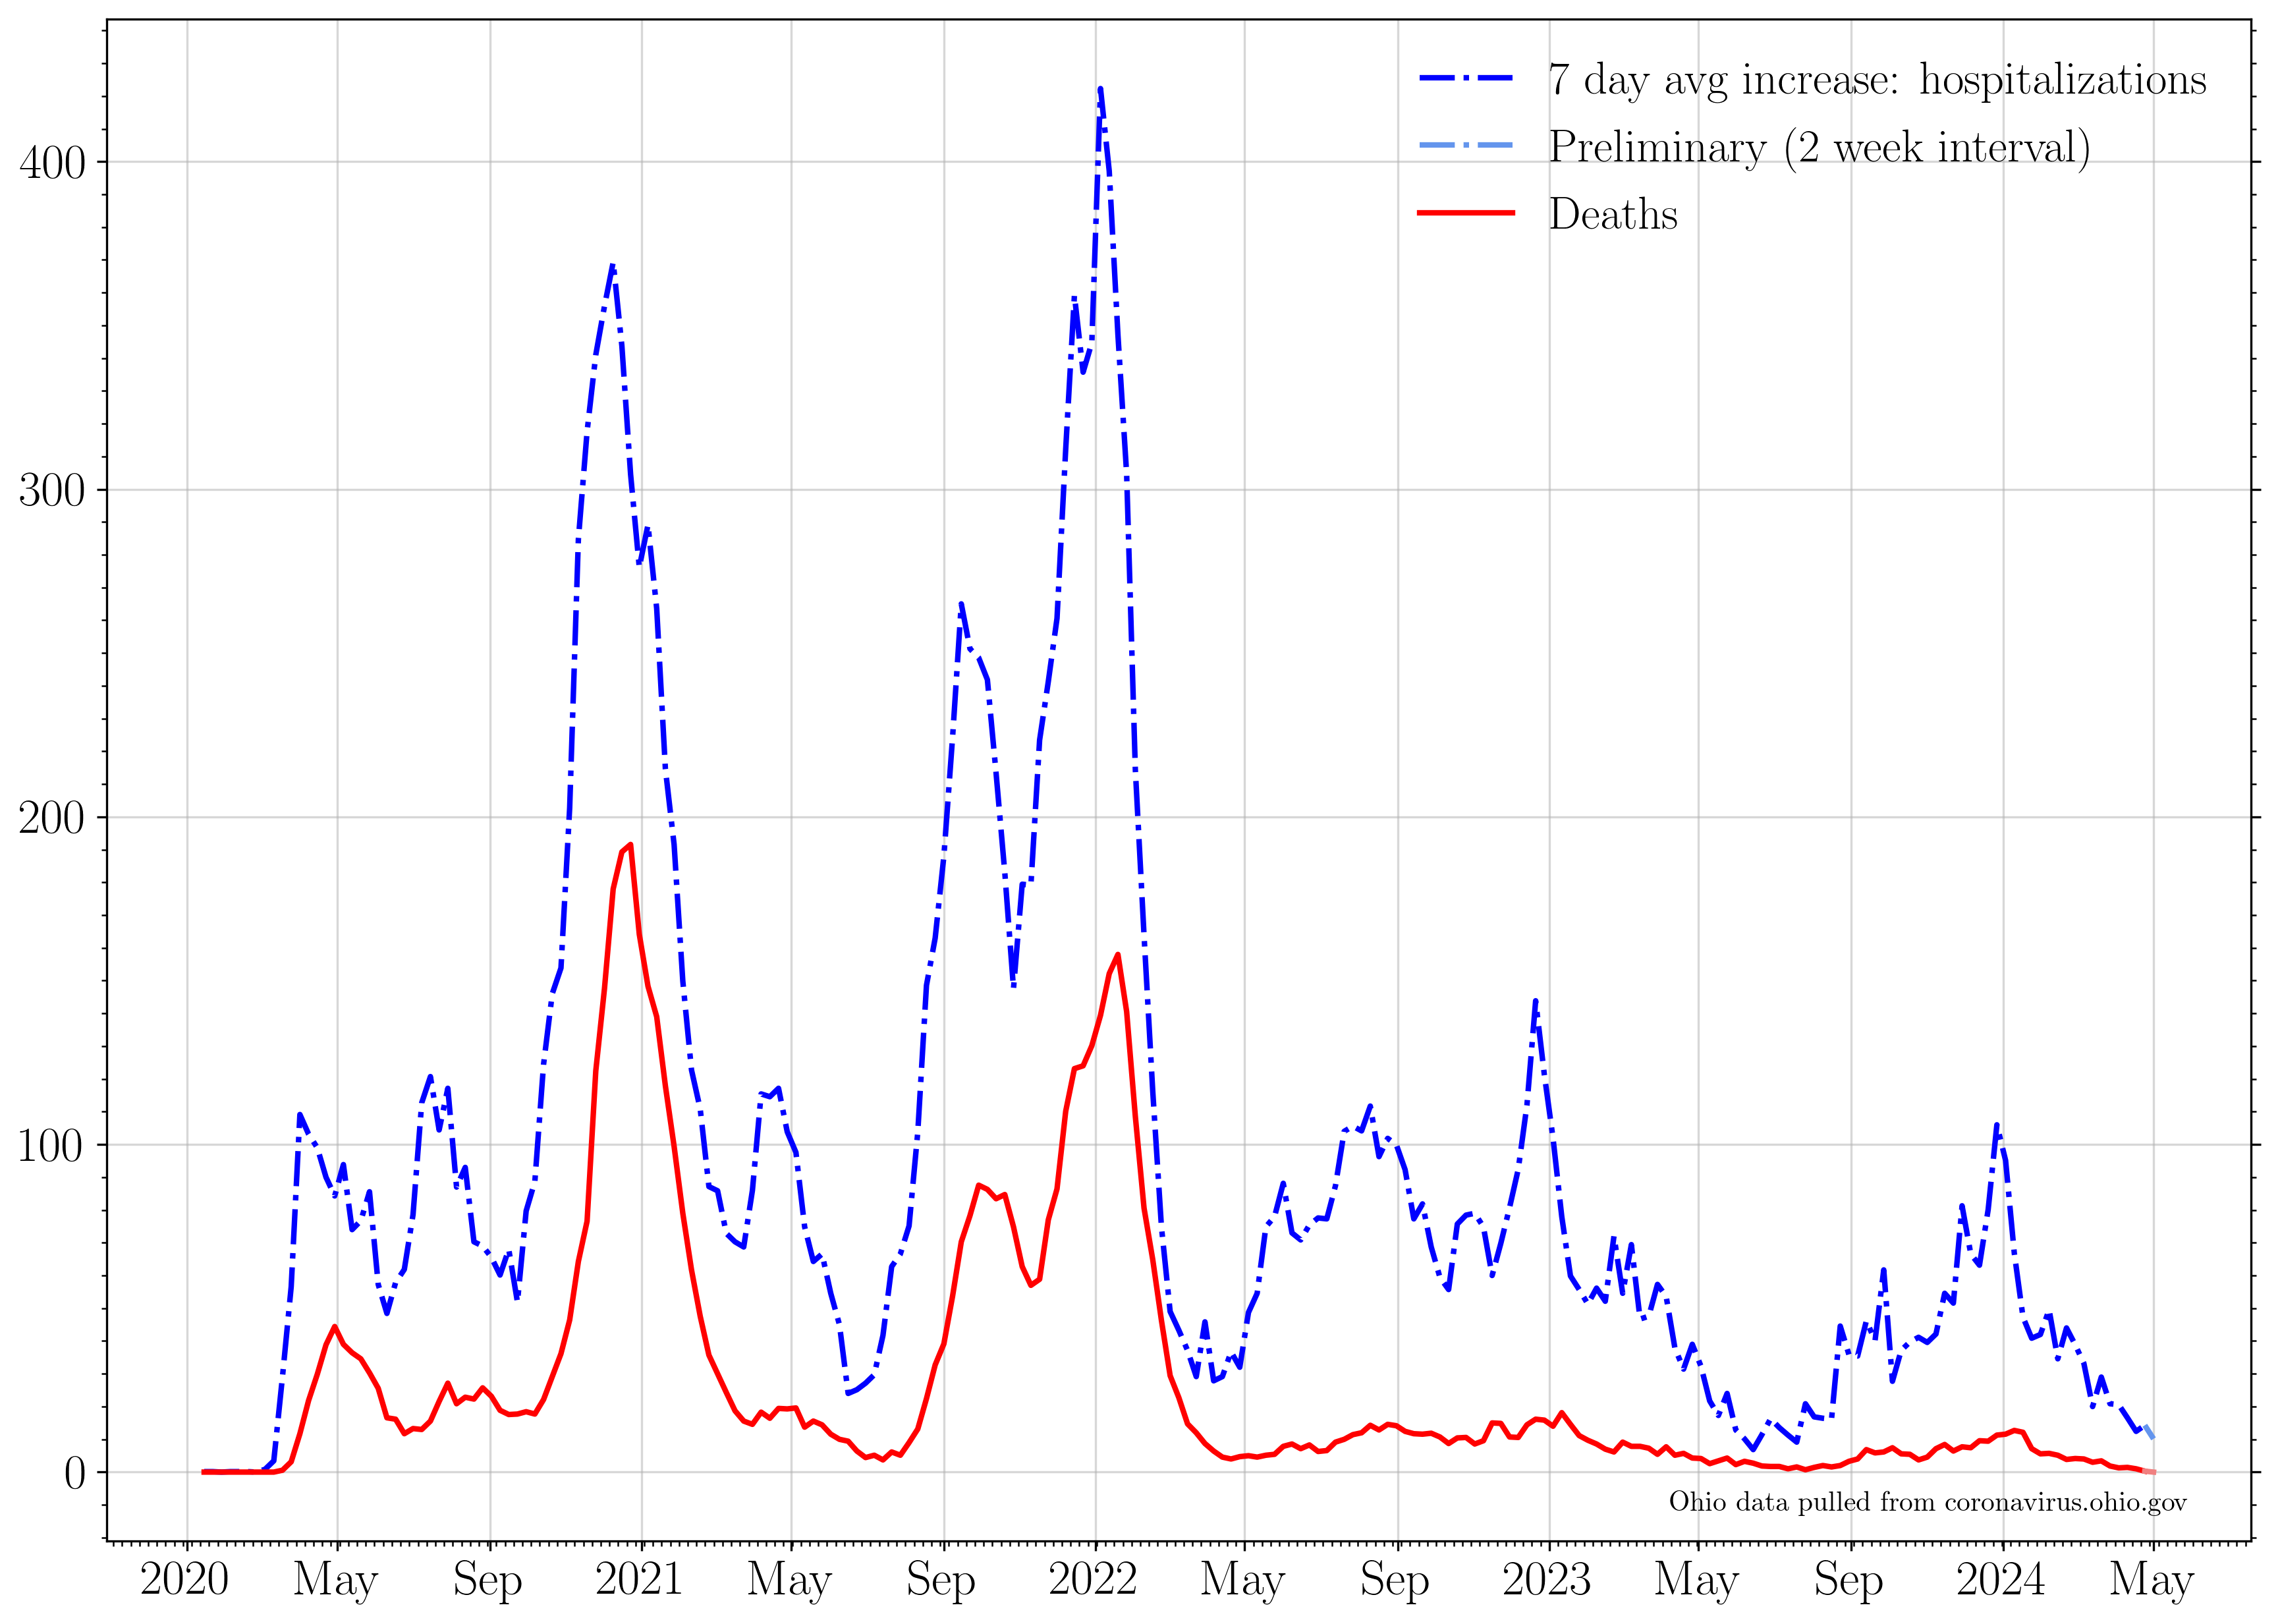 7 day avg increase: hospitalizations
Preliminary (2 week interval)
Deaths
400
300
200
100
0
Ohio data pulled from coronavirus.ohio.gov
2020 May Sep 2021 May Sep 2022 May Sep 2023 May Sep 2024 May